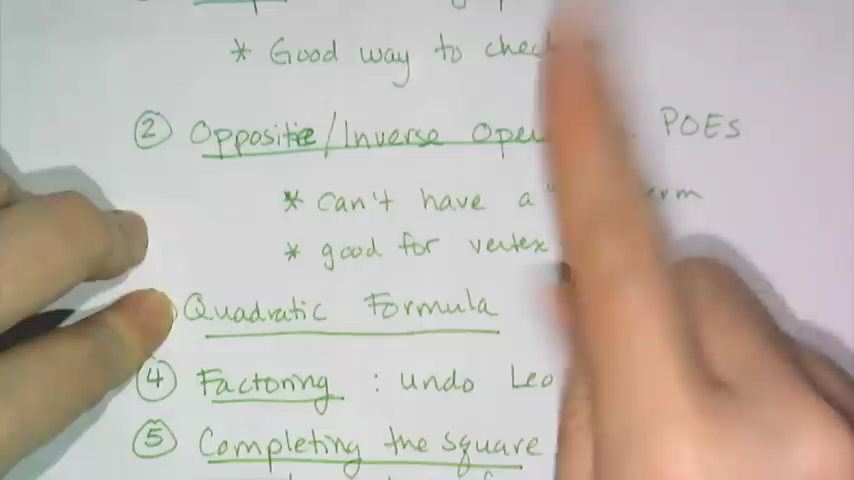 * Good way to chec
② Opposite/Inverse Ope POEs
* can't have a
* good for vertex
Quadratic Formula
④ Factoring : undo Leo
⑤ Completing the square